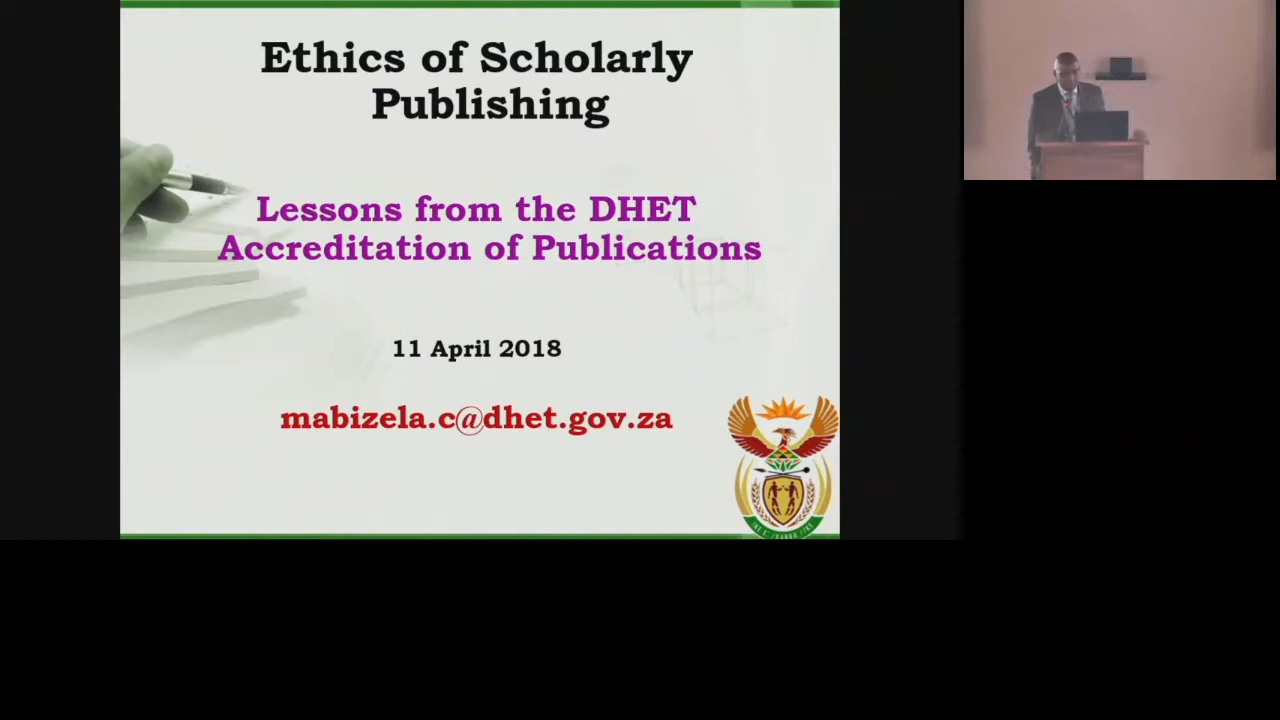 Ethics of Scholarly
Publishing
Lessons from the DHET
Accreditation of Publications
11 April 2018
mabizela.c@dhet.gov.za